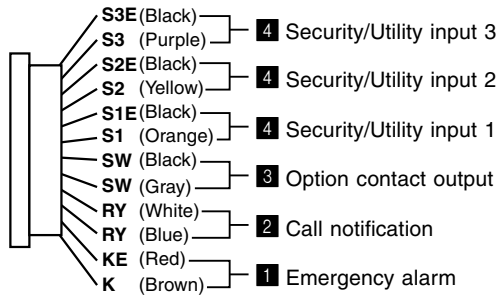 S3E (Black)
S3 (Purple)
4 Security/Utility input 3
S2E (Black)
S2 (Yellow)
4 Security/Utility input 2
S1E (Black)
S1 (Orange)
4 Security/Utility input 1
SW (Black)
SW (Gray)
3 Option contact output
RY (White)
RY (Blue)
2 Call notification
KE (Red)
K (Brown)
1 Emergency alarm